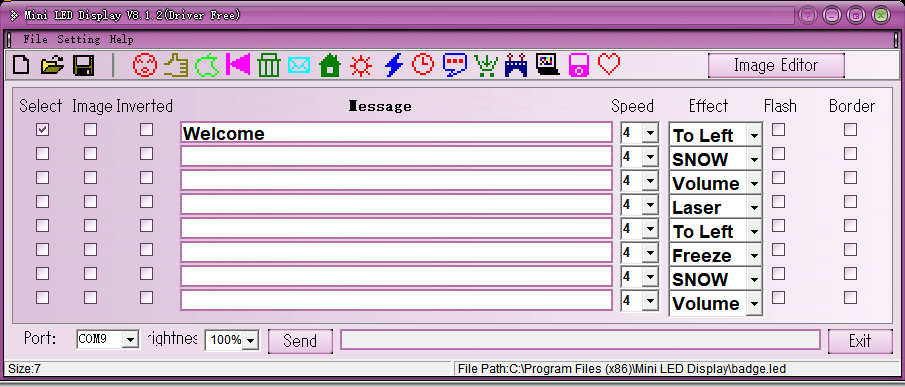 Mini LED Display V8.1.2(Driver Free)
File Setting Help
Image Editor
Select Image Inverted Message Speed Effect Flash Border
Welcome 4 To Left
4 SNOW
4 Volume
4 Laser
4 To Left
4 Freeze
4 SNOW
4 Volume
Port: COM9 rightnes 100% Send Exit
Size:7 File Path:C:\Program Files (x86)\Mini LED Display\badge.led